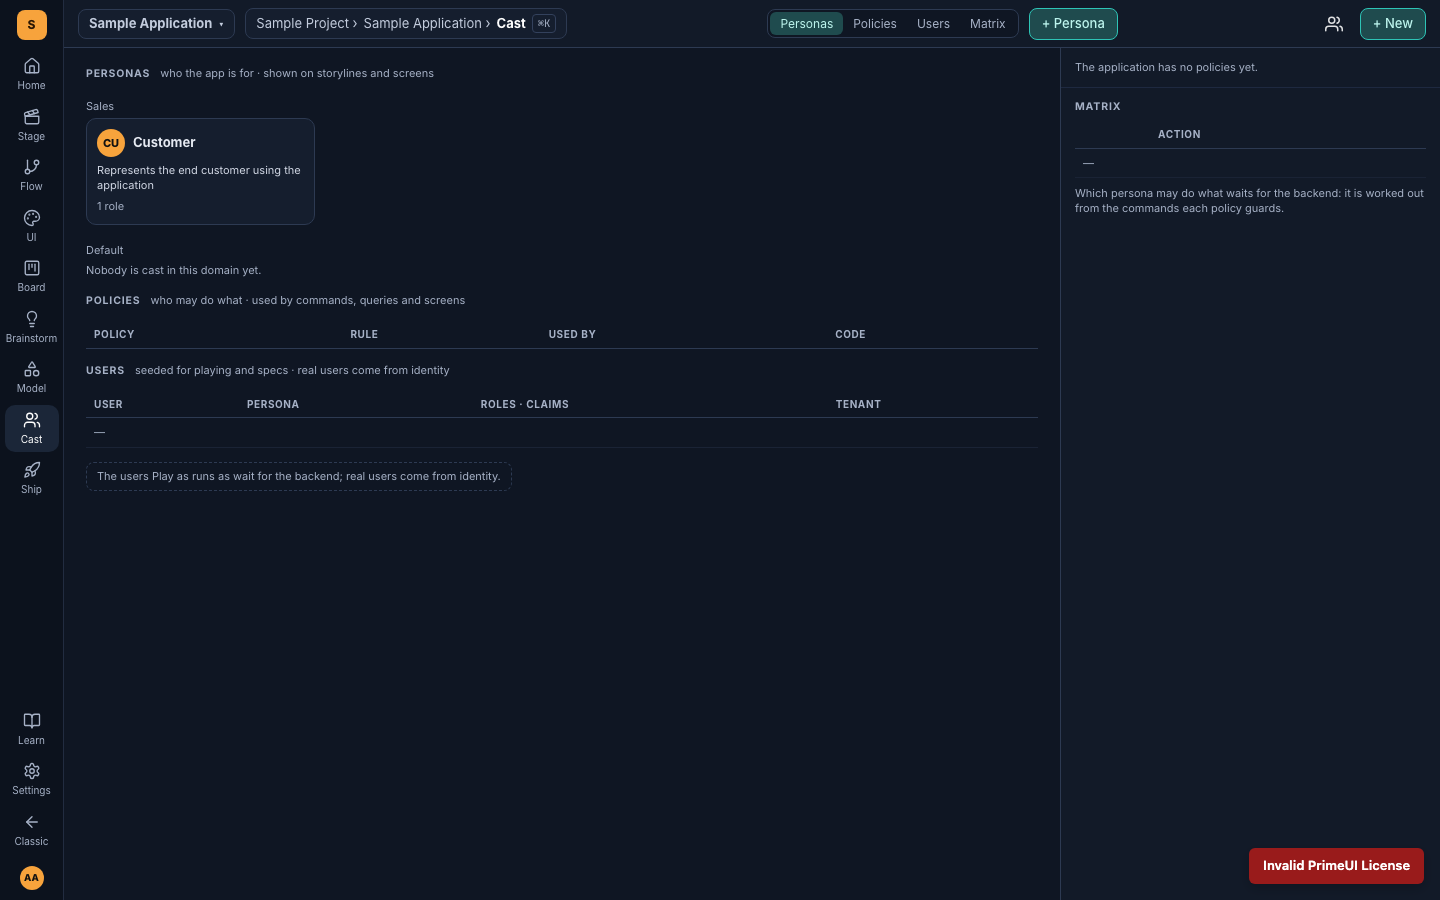 S
Sample Application ▾
Sample Project › Sample Application › Cast ⌘K
Personas
Policies
Users
Matrix
+ Persona
+ New
Home
Stage
Flow
UI
Board
Brainstorm
Model
Cast
Ship
Learn
Settings
Classic
AA
PERSONAS who the app is for · shown on storylines and screens
Sales
CU
Customer
Represents the end customer using the
application
1 role
Default
Nobody is cast in this domain yet.
POLICIES who may do what · used by commands, queries and screens
POLICY RULE USED BY CODE
USERS seeded for playing and specs · real users come from identity
USER PERSONA ROLES · CLAIMS TENANT
—
The users Play as runs as wait for the backend; real users come from identity.
The application has no policies yet.
MATRIX
ACTION
—
Which persona may do what waits for the backend: it is worked out
from the commands each policy guards.
Invalid PrimeUI License